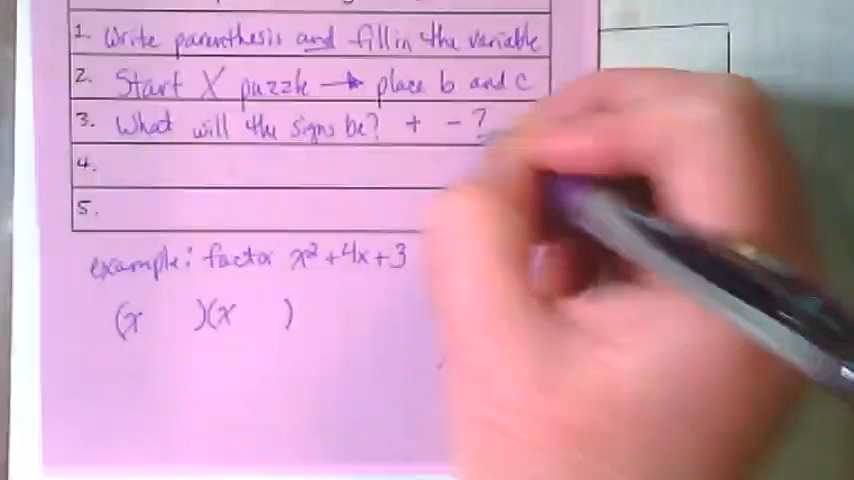 1. Write parenthesis and fill in the variable
2. Start X puzzle → place b and c
3. What will the signs be? + - ?
4.
5.
example: factor x² + 4x + 3
(x )(x )